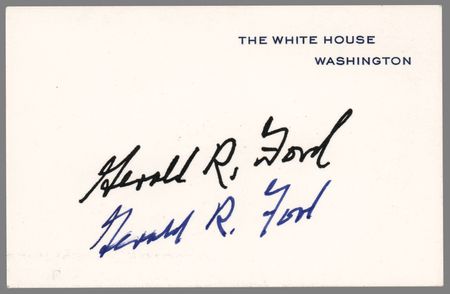 THE WHITE HOUSE
WASHINGTON
Gerald R. Ford
Gerald R. Ford